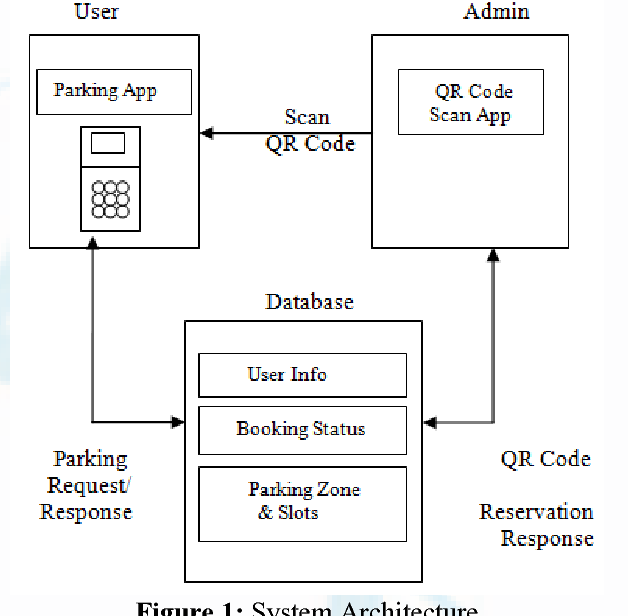 User
Admin
Parking App
QR Code
Scan App
Scan
QR Code
Database
User Info
Booking Status
Parking Zone
& Slots
Parking
Request/
Response
QR Code
Reservation
Response
Figure 1: System Architecture